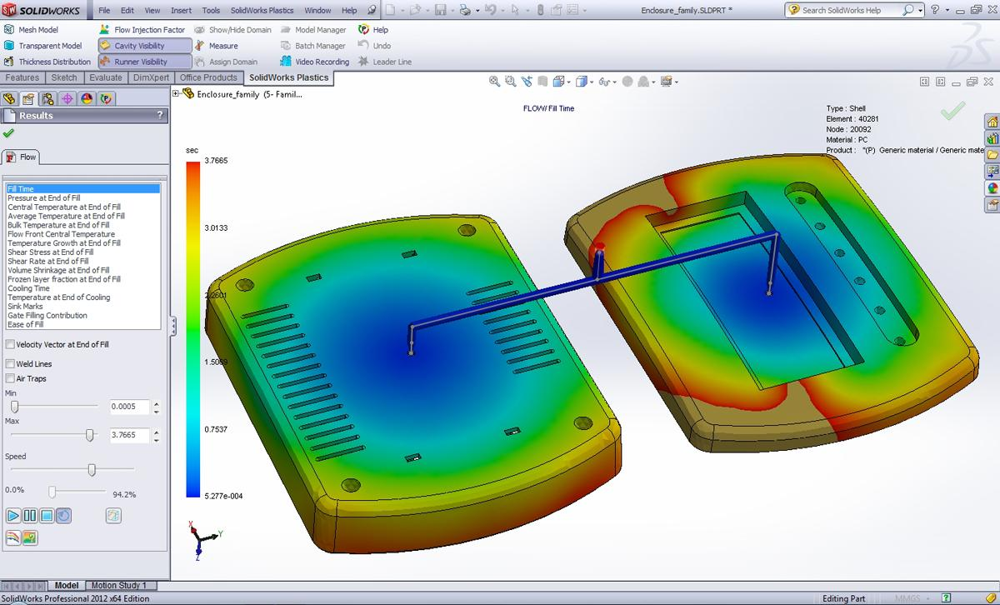 SOLIDWORKS File Edit View Insert Tools SolidWorks Plastics Window Help Enclosure_family.SLDPRT * Search SolidWorks Help
Mesh Model Flow Injection Factor Show/Hide Domain Model Manager Help
Transparent Model Cavity Visibility Measure Batch Manager Undo
Thickness Distribution Runner Visibility Assign Domain Video Recording Leader Line
Features Sketch Evaluate DimXpert Office Products SolidWorks Plastics
Enclosure_family (5- Famil...
Results ?
Flow
Fill Time
Pressure at End of Fill
Central Temperature at End of Fill
Average Temperature at End of Fill
Bulk Temperature at End of Fill
Flow Front Central Temperature
Temperature Growth at End of Fill
Shear Stress at End of Fill
Shear Rate at End of Fill
Volume Shrinkage at End of Fill
Frozen layer fraction at End of Fill
Cooling Time
Temperature at End of Cooling
Sink Marks
Gate Filling Contribution
Ease of Fill
Velocity Vector at End of Fill
Weld Lines
Air Traps
Min
0.0005
Max
3.7665
Speed
0.0% 94.2%
FLOW/ Fill Time
Type : Shell
Element : 40281
Node : 20092
Material : PC
Product : "(P) Generic material / Generic mate
sec
3.7665
3.0133
2.2601
1.5069
0.7537
5.277e-004
X
Y
Z
Model Motion Study 1
SolidWorks Professional 2012 x64 Edition Editing Part MMGS